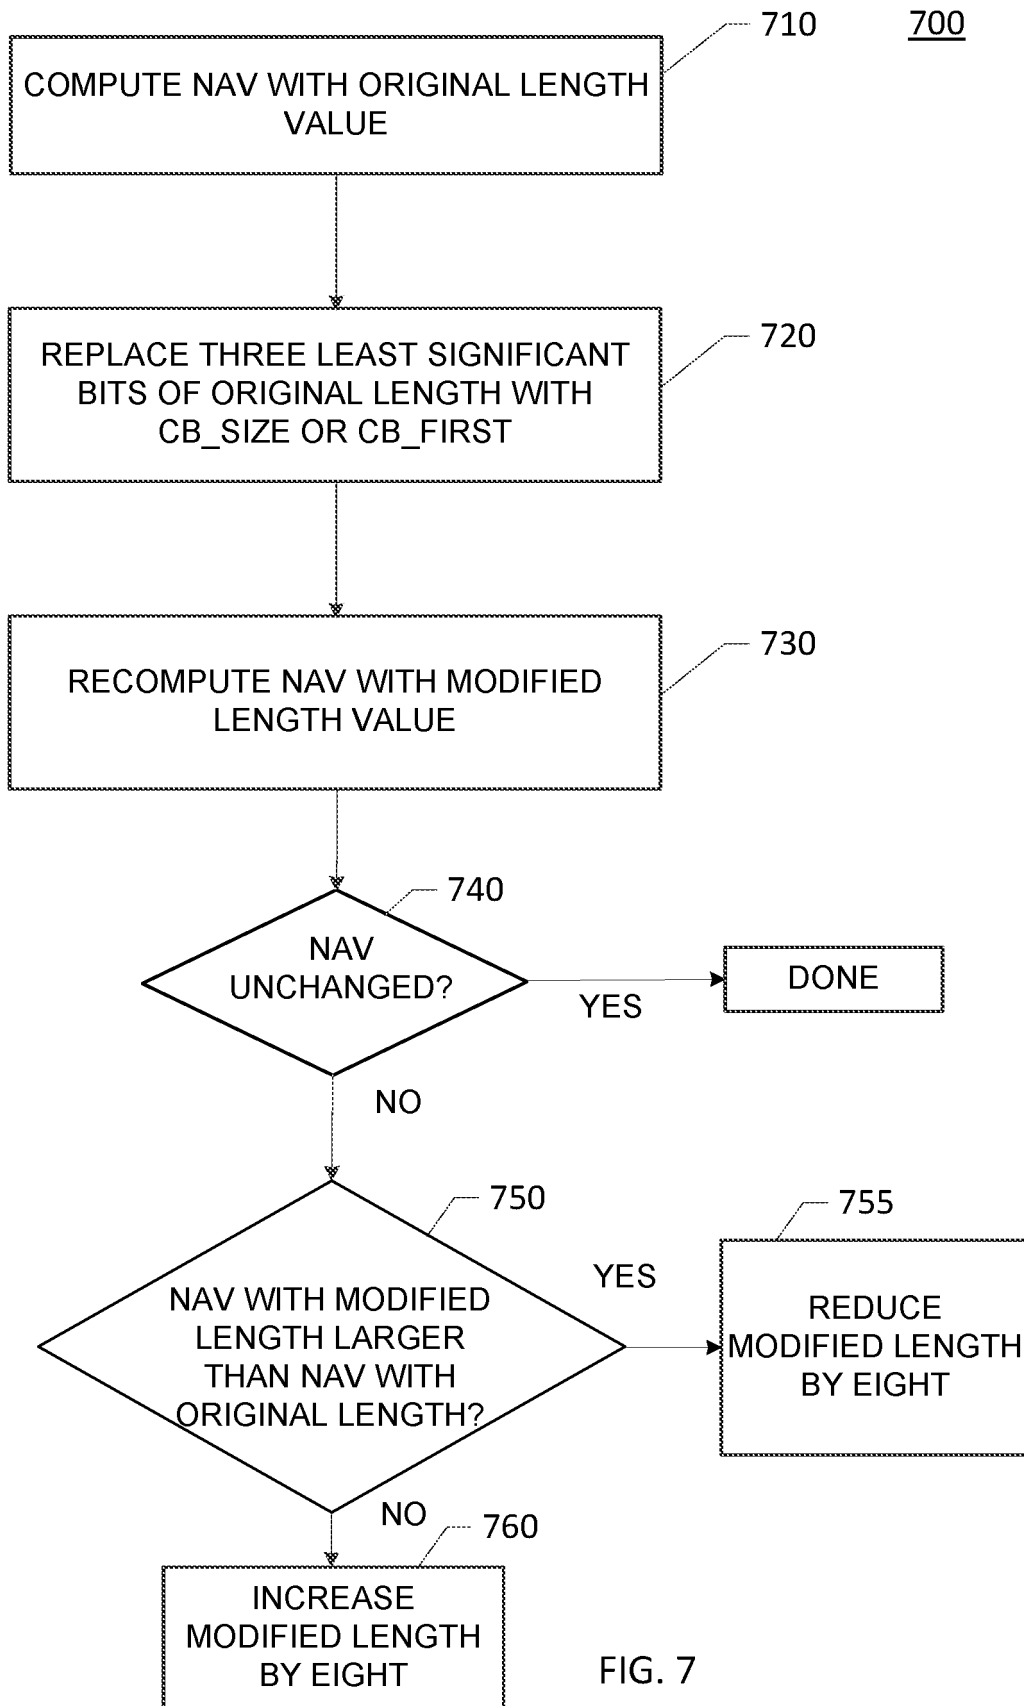 710
700
COMPUTE NAV WITH ORIGINAL LENGTH
VALUE
720
REPLACE THREE LEAST SIGNIFICANT
BITS OF ORIGINAL LENGTH WITH
CB_SIZE OR CB_FIRST
730
RECOMPUTE NAV WITH MODIFIED
LENGTH VALUE
740
NAV
UNCHANGED?
YES
DONE
NO
750
755
NAV WITH MODIFIED
LENGTH LARGER
THAN NAV WITH
ORIGINAL LENGTH?
YES
REDUCE
MODIFIED LENGTH
BY EIGHT
NO
760
INCREASE
MODIFIED LENGTH
BY EIGHT
FIG. 7